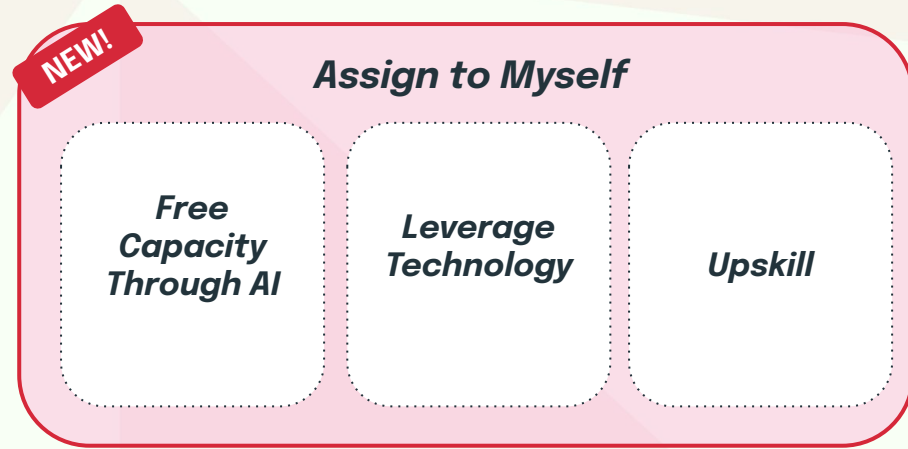 NEW!
Assign to Myself
Free
Capacity
Through AI
Leverage
Technology
Upskill